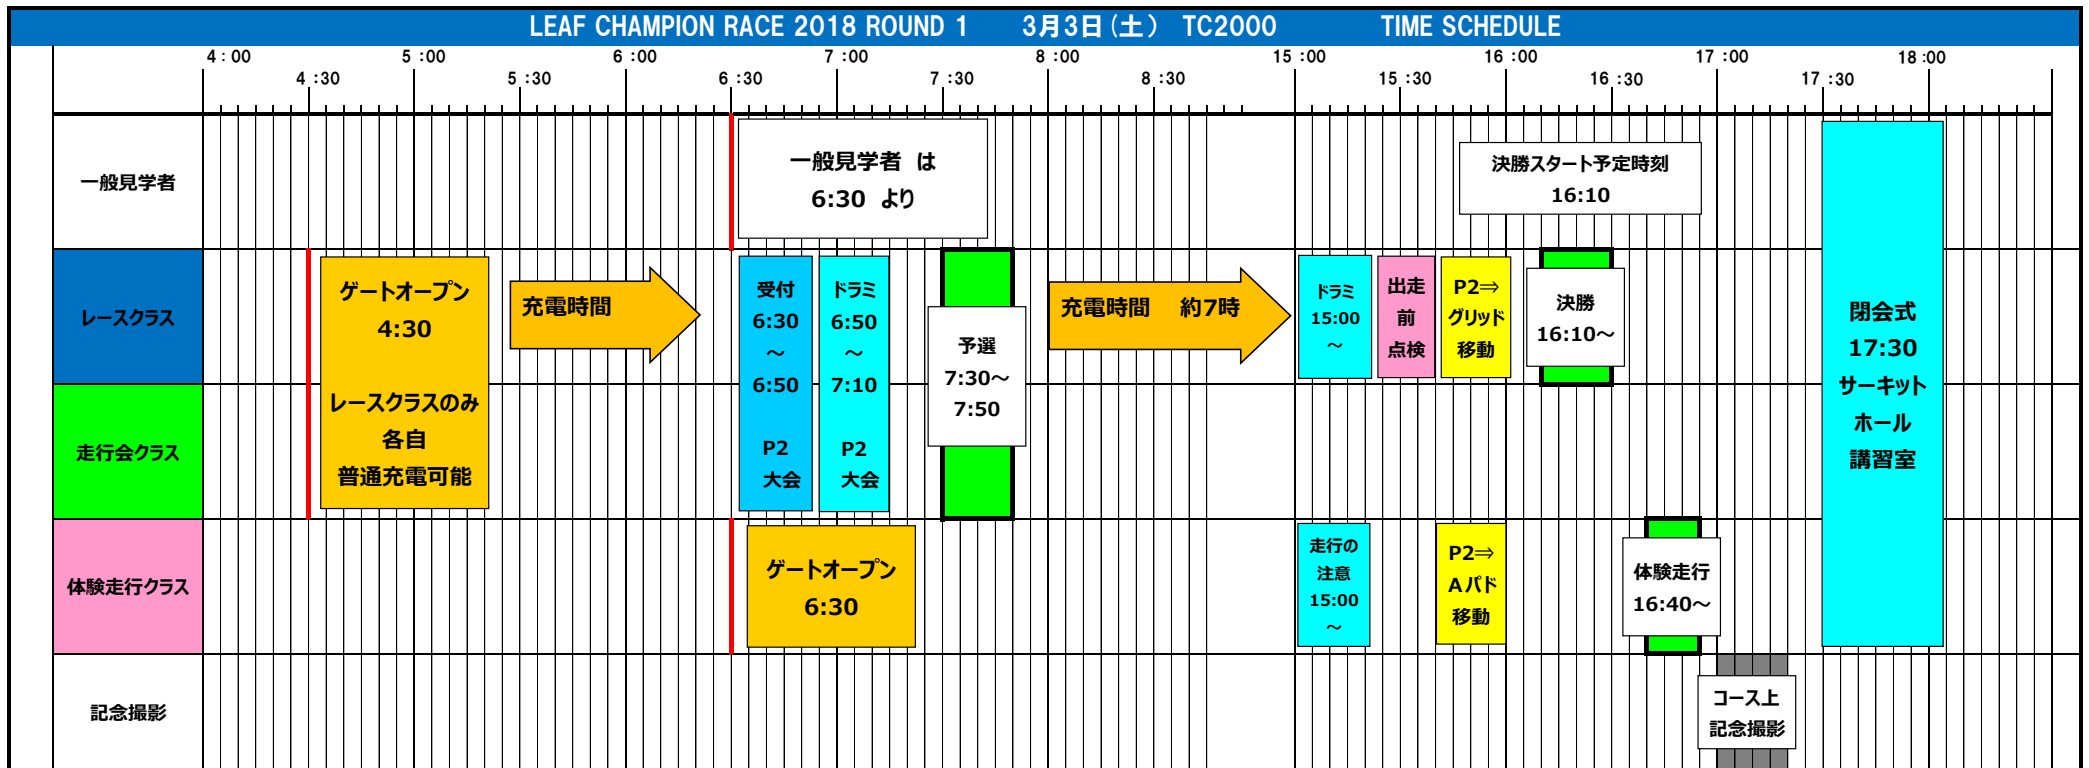 LEAF CHAMPION RACE 2018 ROUND 1 3月3日(土) TC2000 TIME SCHEDULE
4:00 5:00 6:00 7:00 8:00 15:00 16:00 17:00 18:00
4:30 5:30 6:30 7:30 8:30 15:30 16:30 17:30
一般見学者
一般見学者 は
6:30 より
決勝スタート予定時刻
16:10
レースクラス
走行会クラス
ゲートオープン
4:30
レースクラスのみ
各自
普通充電可能
充電時間
受付
6:30
～
6:50
P2
大会
ドラミ
6:50
～
7:10
P2
大会
予選
7:30～
7:50
充電時間 約7時
ドラミ
15:00
～
出走
前
点検
P2⇒
グリッド
移動
決勝
16:10～
閉会式
17:30
サーキット
ホール
講習室
体験走行クラス
ゲートオープン
6:30
走行の
注意
15:00
～
P2⇒
Aパド
移動
体験走行
16:40～
記念撮影
コース上
記念撮影